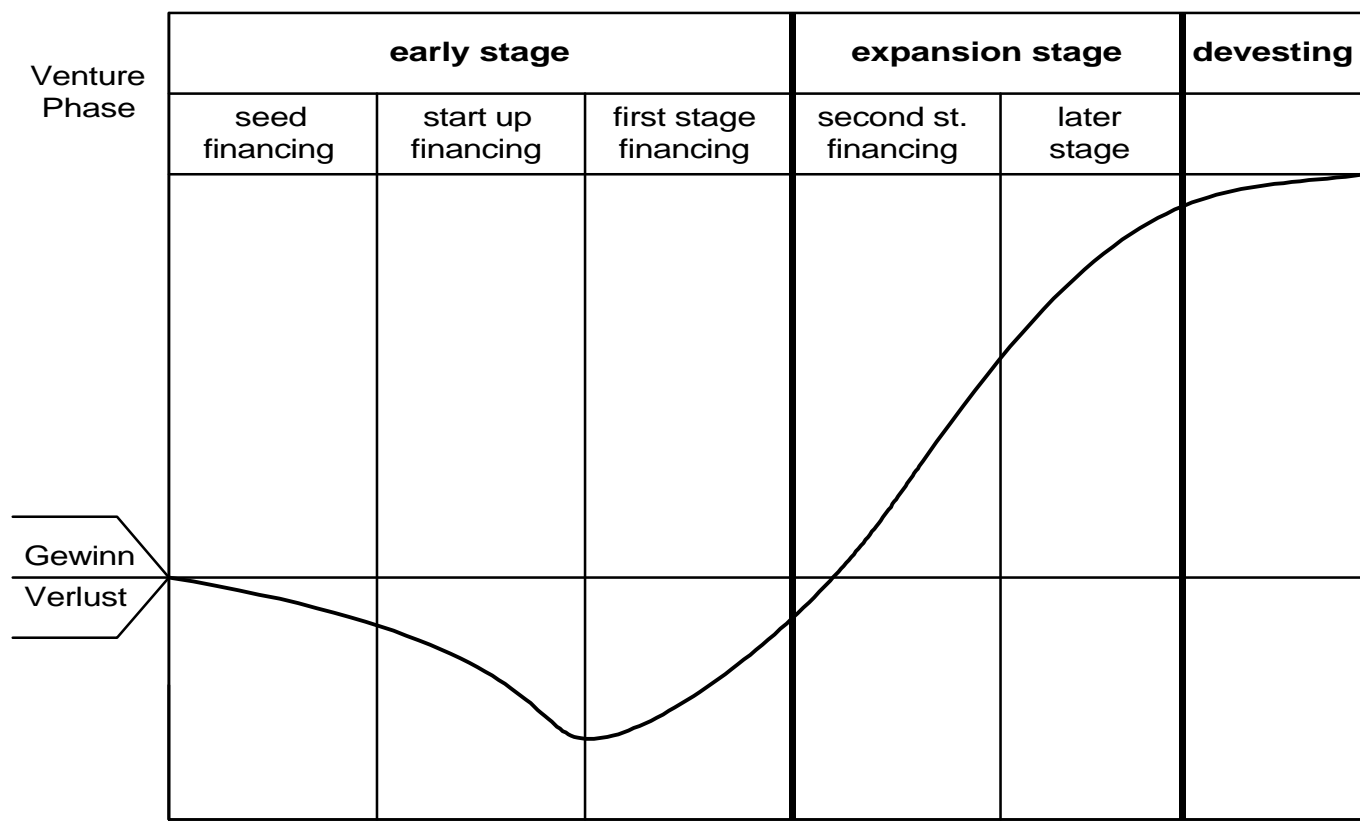 early stage
expansion stage
devesting
Venture
Phase
seed
financing
start up
financing
first stage
financing
second st.
financing
later
stage
Gewinn
Verlust